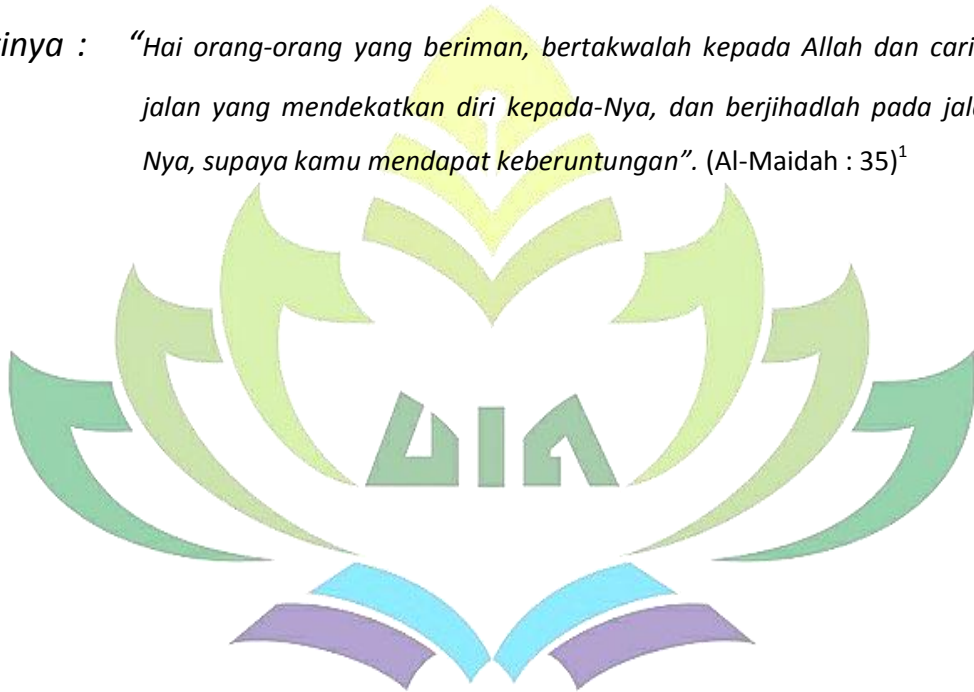 inya : “Hai orang-orang yang beriman, bertakwalah kepada Allah dan cari
jalan yang mendekatkan diri kepada-Nya, dan berjihadlah pada jal
Nya, supaya kamu mendapat keberuntungan”. (Al-Maidah : 35)1
UIN